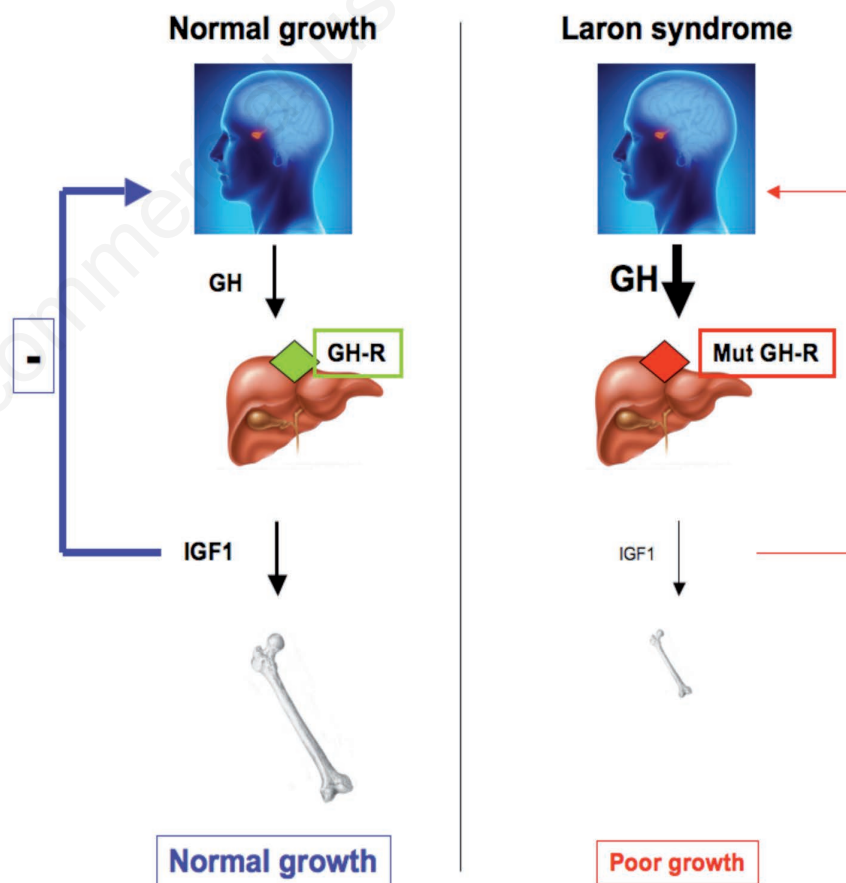 Normal growth
Laron syndrome
GH
GH
GH-R
Mut GH-R
-
IGF1
IGF1
Normal growth
Poor growth